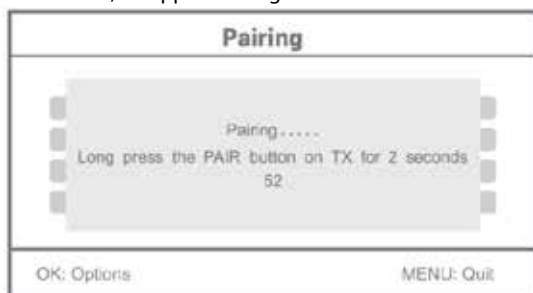 Pairing
Pairing.....
Long press the PAIR button on TX for 2 seconds
52
OK: Options
MENU: Quit